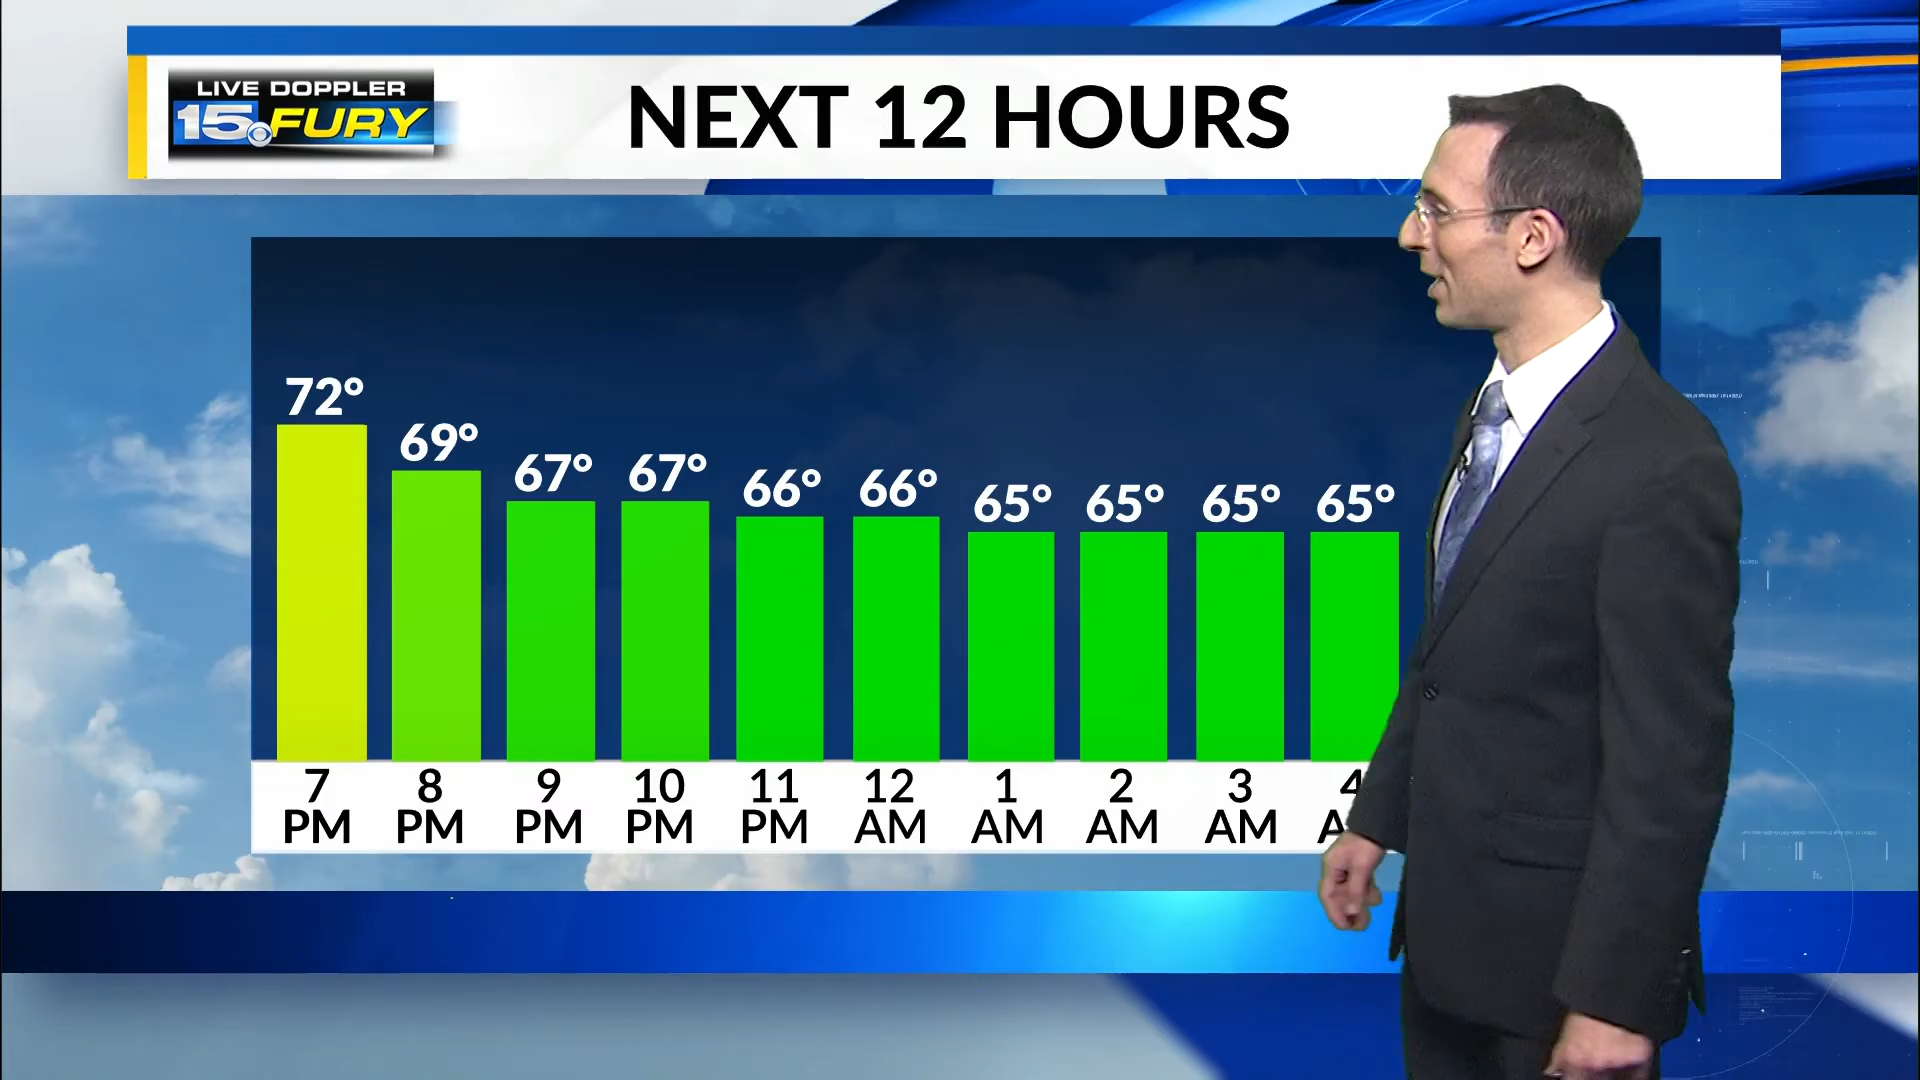 LIVE DOPPLER
15 FURY
NEXT 12 HOURS
72° 69° 67° 67° 66° 66° 65° 65° 65° 65°
7 8 9 10 11 12 1 2 3 4
PM PM PM PM PM AM AM AM AM